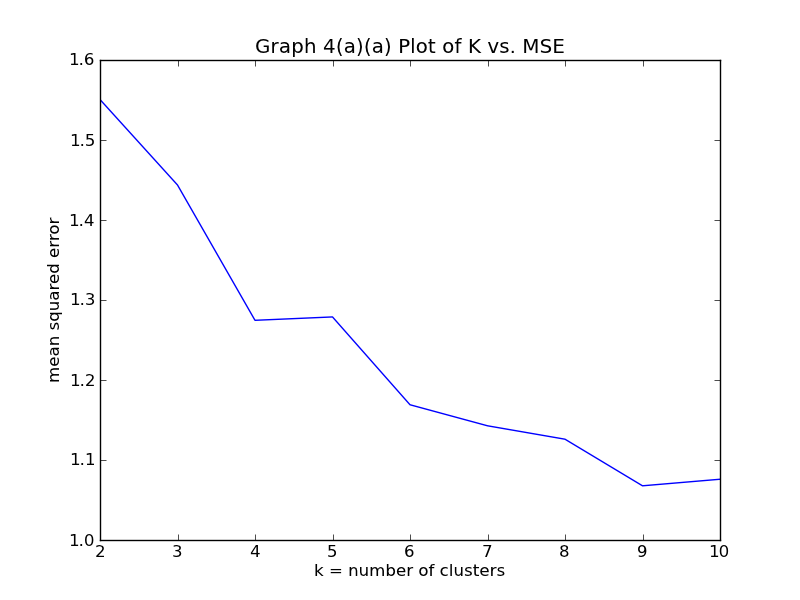 Graph 4(a)(a) Plot of K vs. MSE
1.6
1.5
1.4
1.3
1.2
1.1
1.0
mean squared error
2 3 4 5 6 7 8 9 10
k = number of clusters